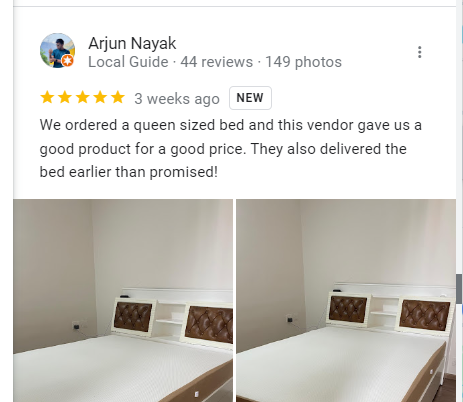 Arjun Nayak
Local Guide · 44 reviews · 149 photos
3 weeks ago NEW
We ordered a queen sized bed and this vendor gave us a
good product for a good price. They also delivered the
bed earlier than promised!